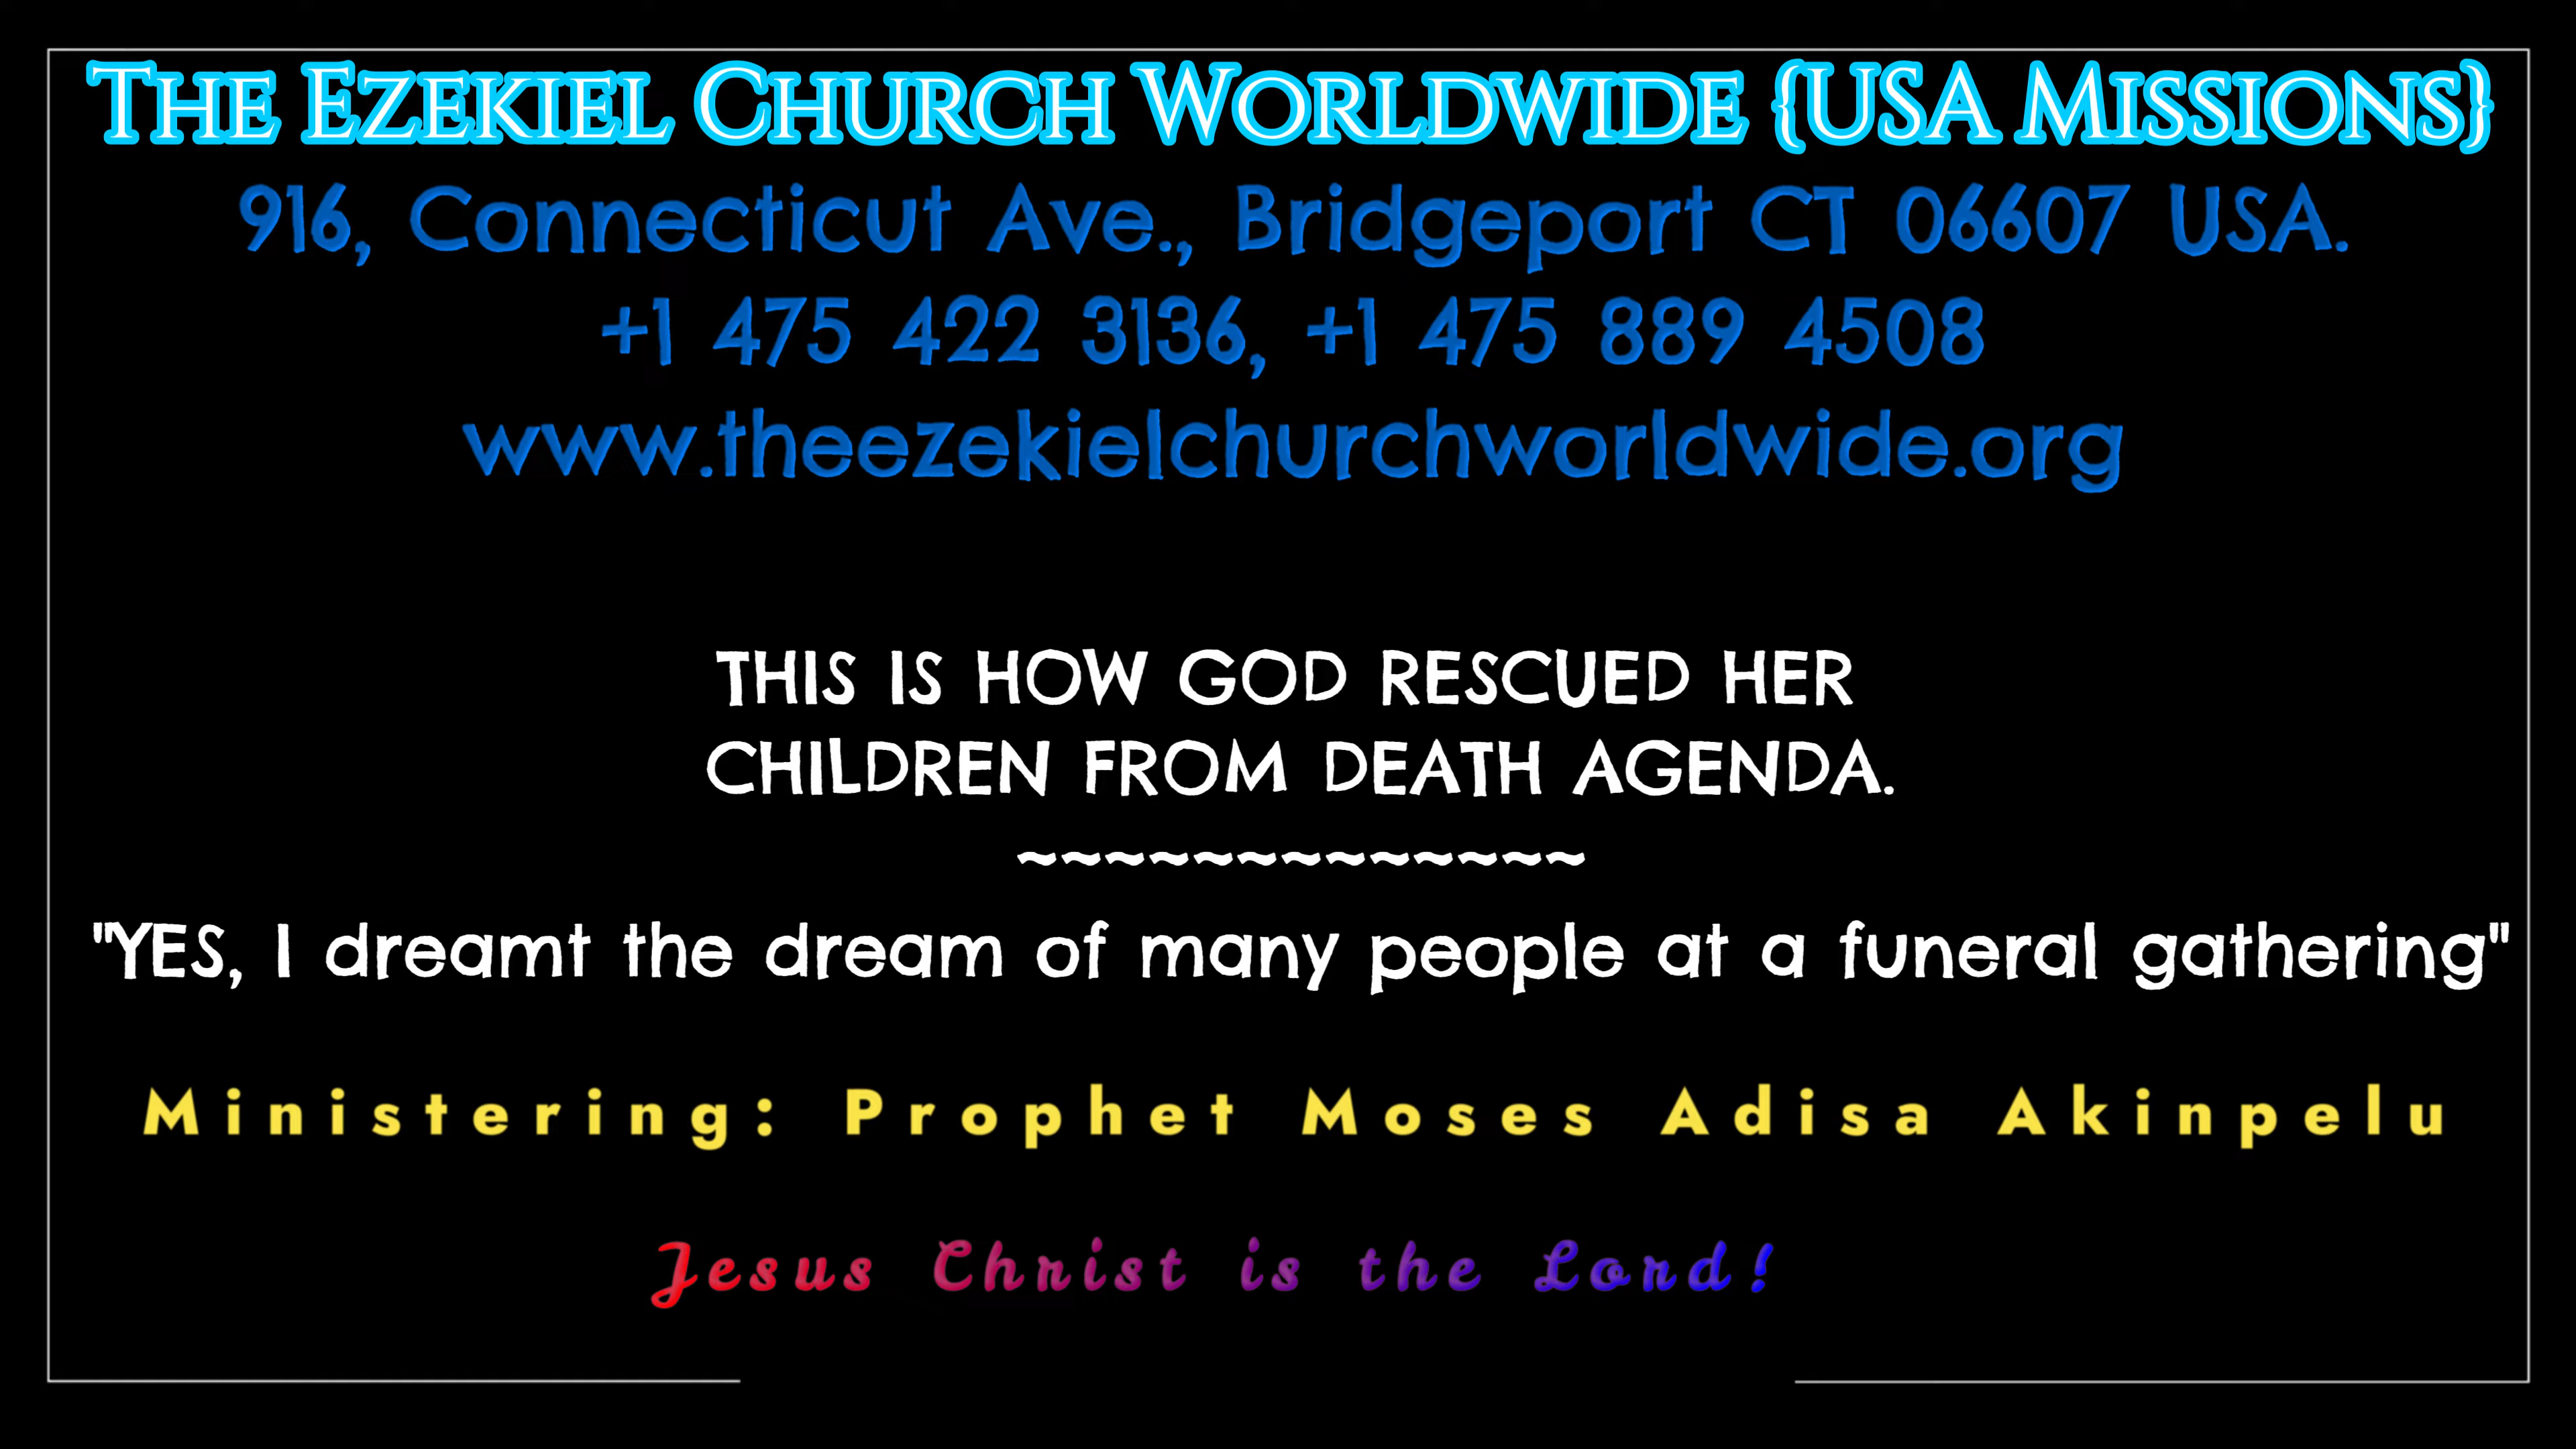 The Ezekiel Church Worldwide {USA Missions}
916, Connecticut Ave., Bridgeport CT 06607 USA.
+1 475 422 3136, +1 475 889 4508
www.theezekielchurchworldwide.org
THIS IS HOW GOD RESCUED HER
CHILDREN FROM DEATH AGENDA.
~~~~~~~~~~~~~
"YES, I dreamt the dream of many people at a funeral gathering"
Ministering: Prophet Moses Adisa Akinpelu
Jesus Christ is the Lord!